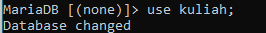 MariaDB [(none)]> use kuliah;
Database changed